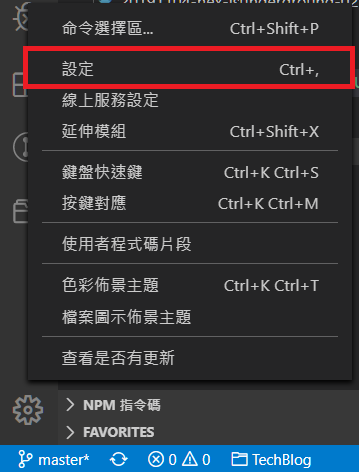 命令選擇區... Ctrl+Shift+P
設定 Ctrl+,
線上服務設定
延伸模組 Ctrl+Shift+X
鍵盤快速鍵 Ctrl+K Ctrl+S
按鍵對應 Ctrl+K Ctrl+M
使用者程式碼片段
色彩佈景主題 Ctrl+K Ctrl+T
檔案圖示佈景主題
查看是否有更新
NPM 指令碼
FAVORITES
master* 0 0 TechBlog